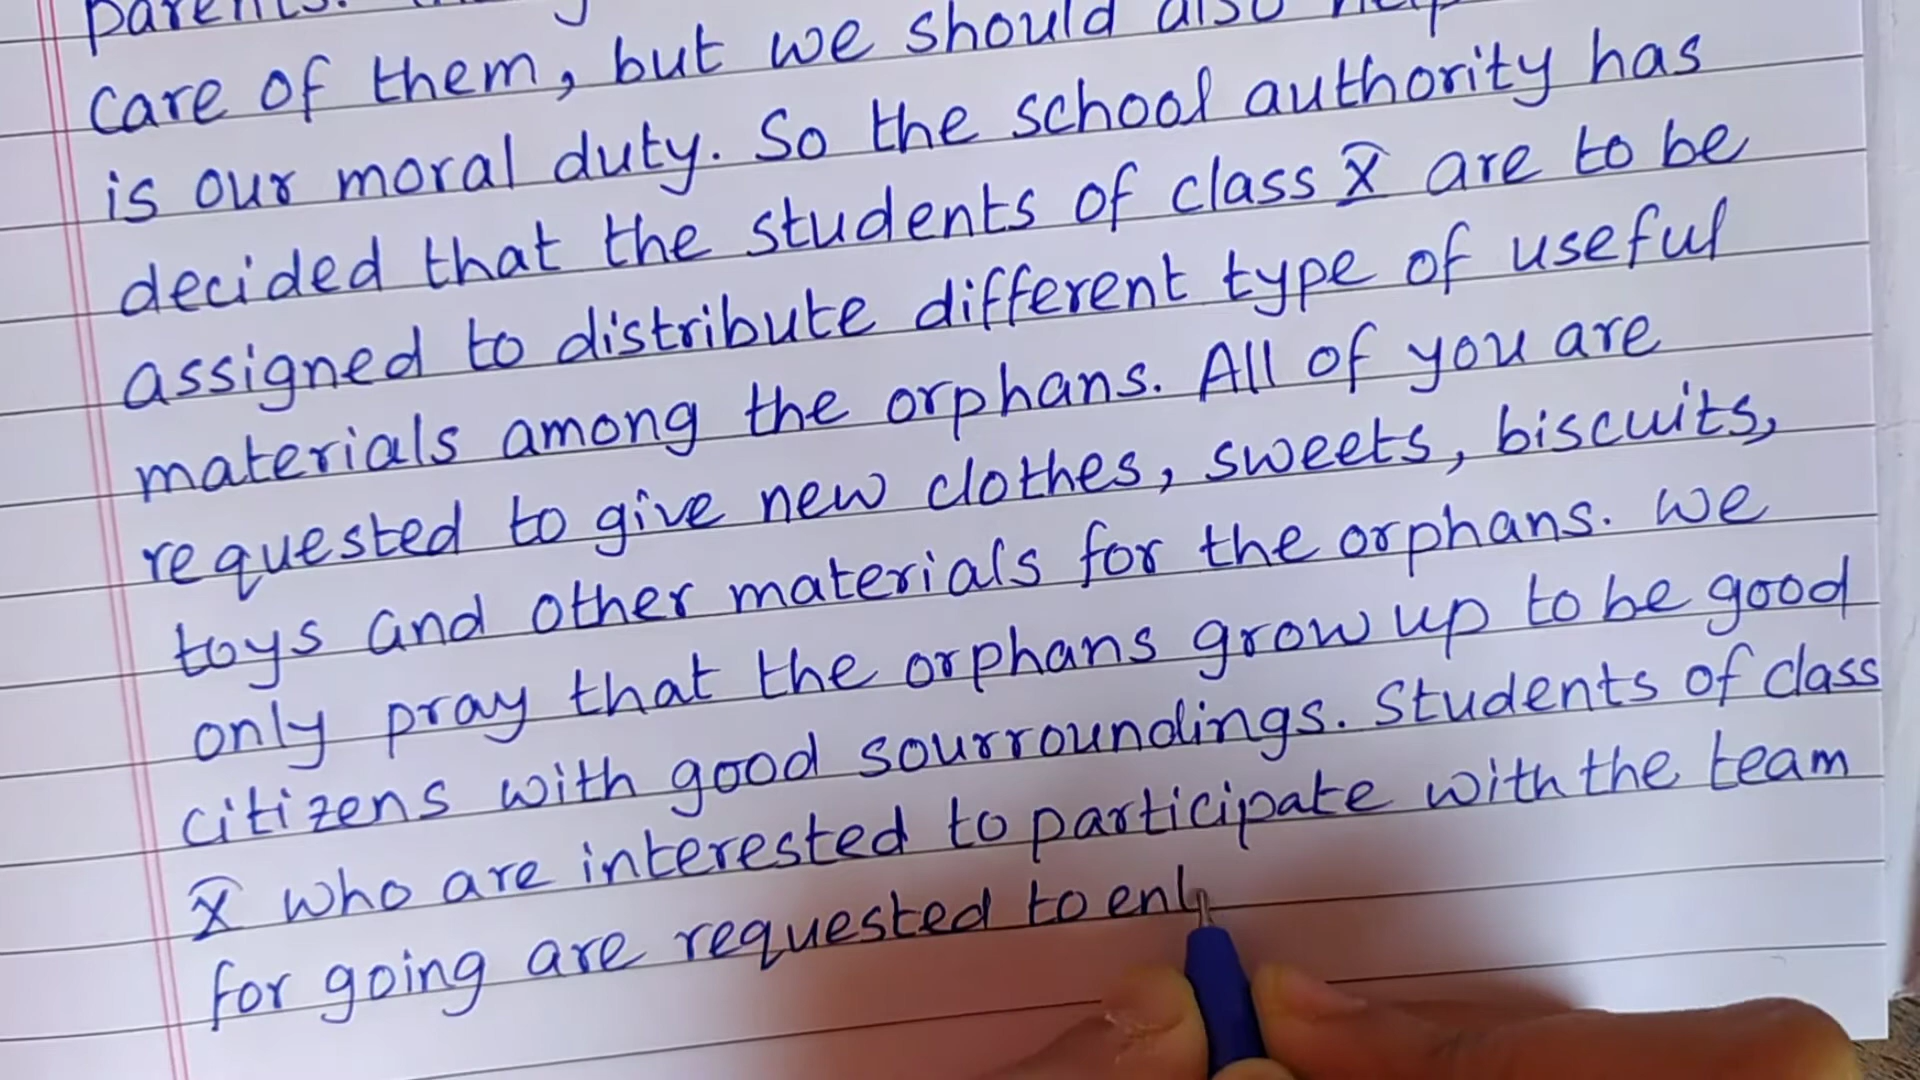 parents.
care of them, but we should also help
is our moral duty. So the school authority has
decided that the students of class X are to be
assigned to distribute different type of useful
materials among the orphans. All of you are
requested to give new clothes, sweets, biscuits,
toys and other materials for the orphans. We
only pray that the orphans grow up to be good
citizens with good sourroundings. Students of class
X who are interested to participate with the team
for going are requested to enl